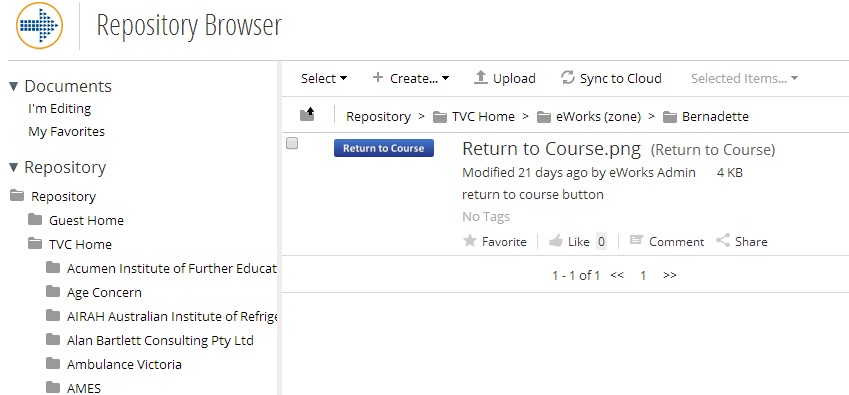 Repository Browser
Documents
I'm Editing
My Favorites
Repository
Repository
Guest Home
TVC Home
Acumen Institute of Further Educat
Age Concern
AIRAH Australian Institute of Refrige
Alan Bartlett Consulting Pty Ltd
Ambulance Victoria
AMES
Select Create... Upload Sync to Cloud Selected Items...
Repository > TVC Home > eWorks (zone) > Bernadette
Return to Course
Return to Course.png (Return to Course)
Modified 21 days ago by eWorks Admin 4 KB
return to course button
No Tags
Favorite Like 0 Comment Share
1 - 1 of 1 << 1 >>